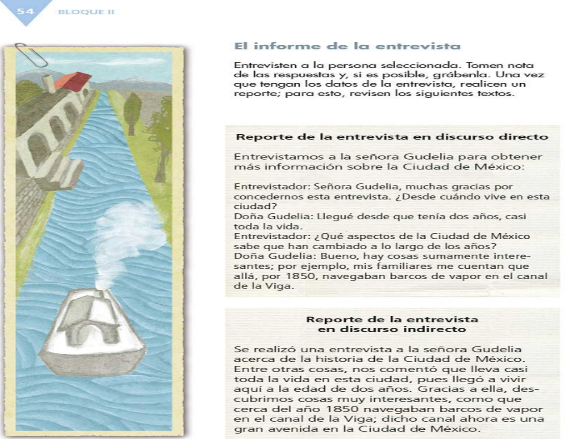 54 BLOQUE II
El informe de la entrevista
Entrevisten a la persona seleccionada. Tomen nota
de las respuestas y, si es posible, grábenla. Una vez
que tengan los datos de la entrevista, realicen un
reporte; para esto, revisen los siguientes textos.
Reporte de la entrevista en discurso directo
Entrevistamos a la señora Gudelia para obtener
más información sobre la Ciudad de México:
Entrevistador: Señora Gudelia, muchas gracias por
concedernos esta entrevista. ¿Desde cuándo vive en esta
ciudad?
Doña Gudelia: Llegué desde que tenía dos años, casi
toda la vida.
Entrevistador: ¿Qué aspectos de la Ciudad de México
sabe que han cambiado a lo largo de los años?
Doña Gudelia: Bueno, hay cosas sumamente intere-
santes; por ejemplo, mis familiares me cuentan que
allá, por 1850, navegaban barcos de vapor en el canal
de la Viga.
Reporte de la entrevista
en discurso indirecto
Se realizó una entrevista a la señora Gudelia
acerca de la historia de la Ciudad de México.
Entre otras cosas, nos comentó que lleva casi
toda la vida en esta ciudad, pues llegó a vivir
aquí a la edad de dos años. Gracias a ella, des-
cubrimos cosas muy interesantes, como que
cerca del año 1850 navegaban barcos de vapor
en el canal de la Viga; dicho canal ahora es una
gran avenida en la Ciudad de México.